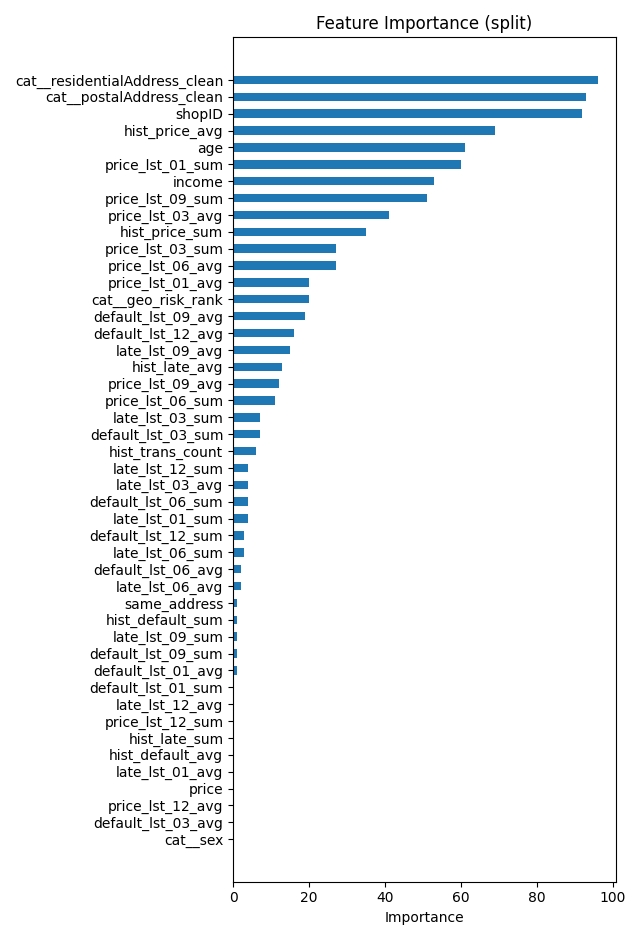 Feature Importance (split)
cat__residentialAddress_clean
cat__postalAddress_clean
shopID
hist_price_avg
age
price_lst_01_sum
income
price_lst_09_sum
price_lst_03_avg
hist_price_sum
price_lst_03_sum
price_lst_06_avg
price_lst_01_avg
cat__geo_risk_rank
default_lst_09_avg
default_lst_12_avg
late_lst_09_avg
hist_late_avg
price_lst_09_avg
price_lst_06_sum
late_lst_03_sum
default_lst_03_sum
hist_trans_count
late_lst_12_sum
late_lst_03_avg
default_lst_06_sum
late_lst_01_sum
default_lst_12_sum
late_lst_06_sum
default_lst_06_avg
late_lst_06_avg
same_address
hist_default_sum
late_lst_09_sum
default_lst_09_sum
default_lst_01_avg
default_lst_01_sum
late_lst_12_avg
price_lst_12_sum
hist_late_sum
hist_default_avg
late_lst_01_avg
price
price_lst_12_avg
default_lst_03_avg
cat__sex
0 20 40 60 80 100
Importance